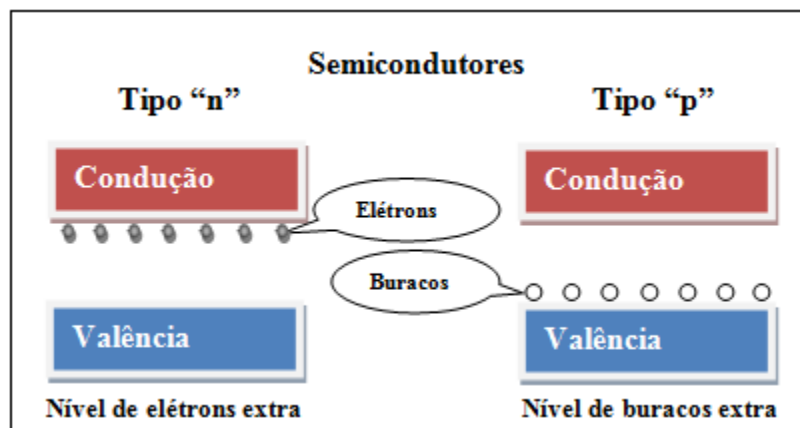 Semicondutores
Tipo “n”
Tipo “p”
Condução
Condução
Elétrons
Buracos
Valência
Valência
Nível de elétrons extra
Nível de buracos extra